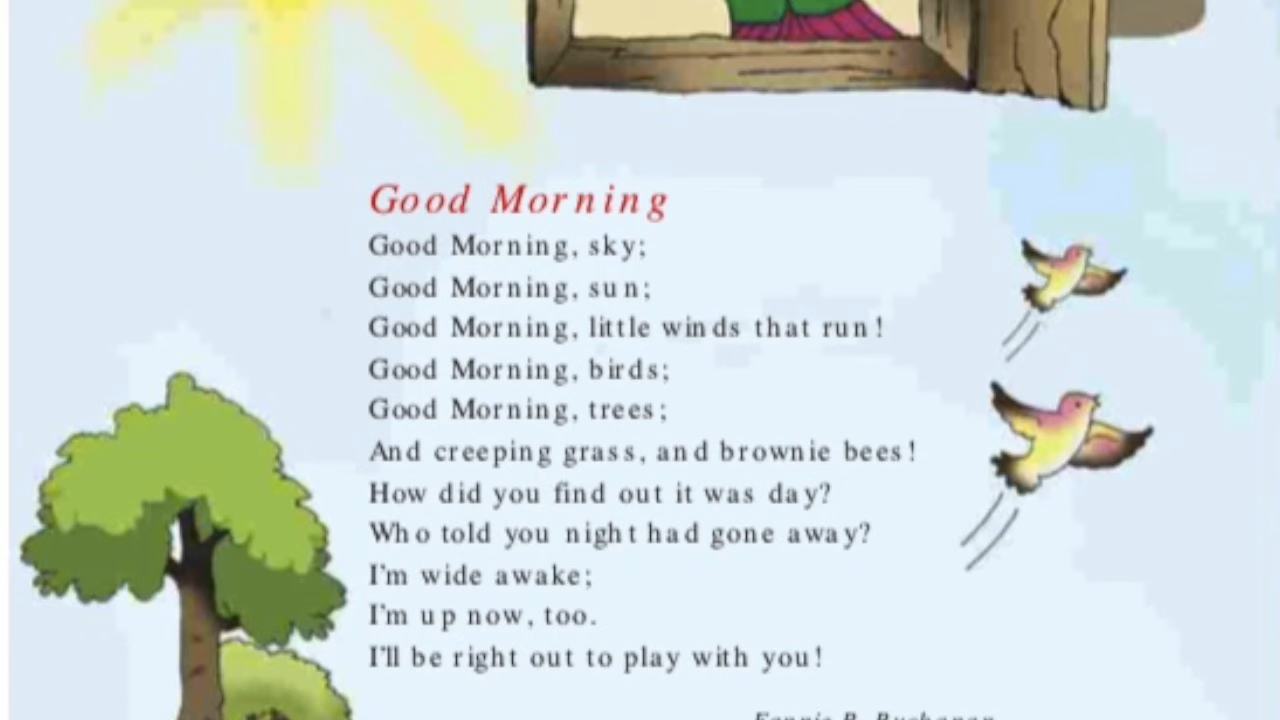 Good Morning
Good Morning, sky;
Good Morning, sun;
Good Morning, little winds that run!
Good Morning, birds;
Good Morning, trees;
And creeping grass, and brownie bees!
How did you find out it was day?
Who told you night had gone away?
I'm wide awake;
I'm up now, too.
I'll be right out to play with you!
Fannie R. Buchanan